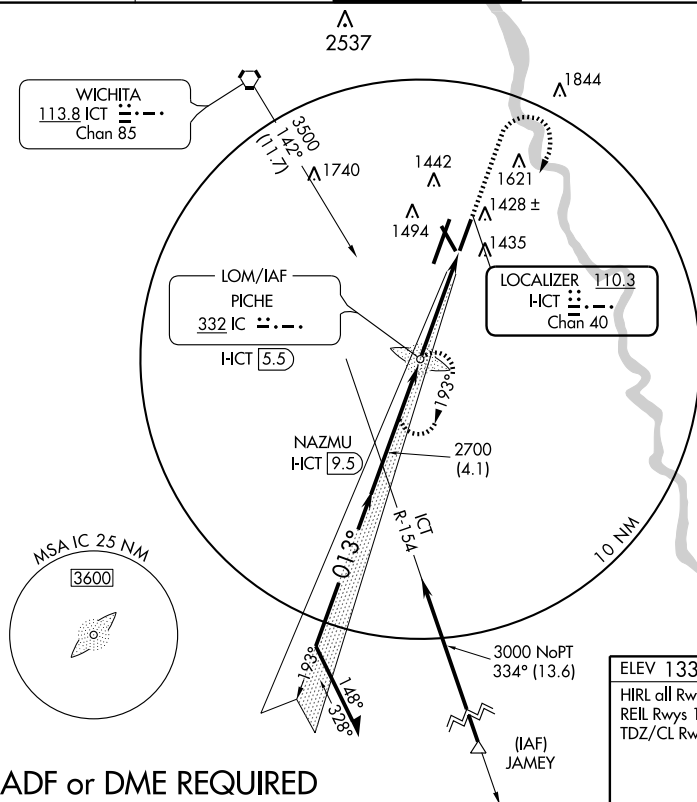 2537
1844
WICHITA
113.8 ICT
Chan 85
3500
142°
(11.7)
1740
1442
1621
1494
1428 ±
1435
LOM/IAF
PICHE
332 IC
I-ICT 5.5
LOCALIZER 110.3
I-ICT
Chan 40
193°
NAZMU
I-ICT 9.5
2700
(4.1)
ICT
R-154
013°
10 NM
MSA IC 25 NM
3600
193°
148°
328°
3000 NoPT
334° (13.6)
(IAF)
JAMEY
ELEV 133
HIRL all Rw
REIL Rwys 1
TDZ/CL Rw
ADF or DME REQUIRED